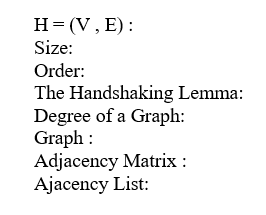 H = (V , E) :
Size:
Order:
The Handshaking Lemma:
Degree of a Graph:
Graph :
Adjacency Matrix :
Ajacency List: